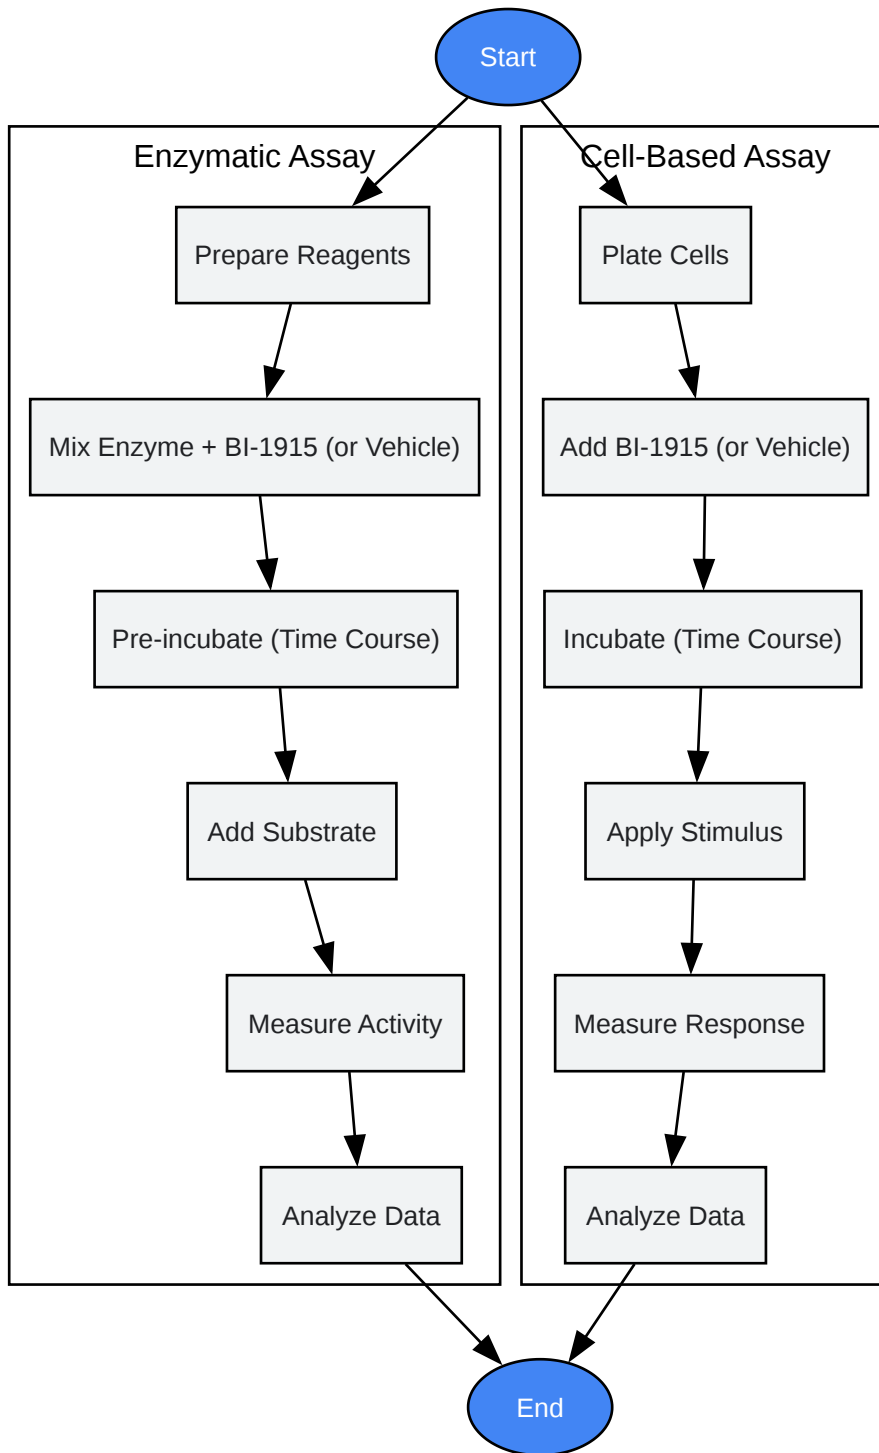 Start
Enzymatic Assay
Prepare Reagents
Mix Enzyme + BI-1915 (or Vehicle)
Pre-incubate (Time Course)
Add Substrate
Measure Activity
Analyze Data
Cell-Based Assay
Plate Cells
Add BI-1915 (or Vehicle)
Incubate (Time Course)
Apply Stimulus
Measure Response
Analyze Data
End